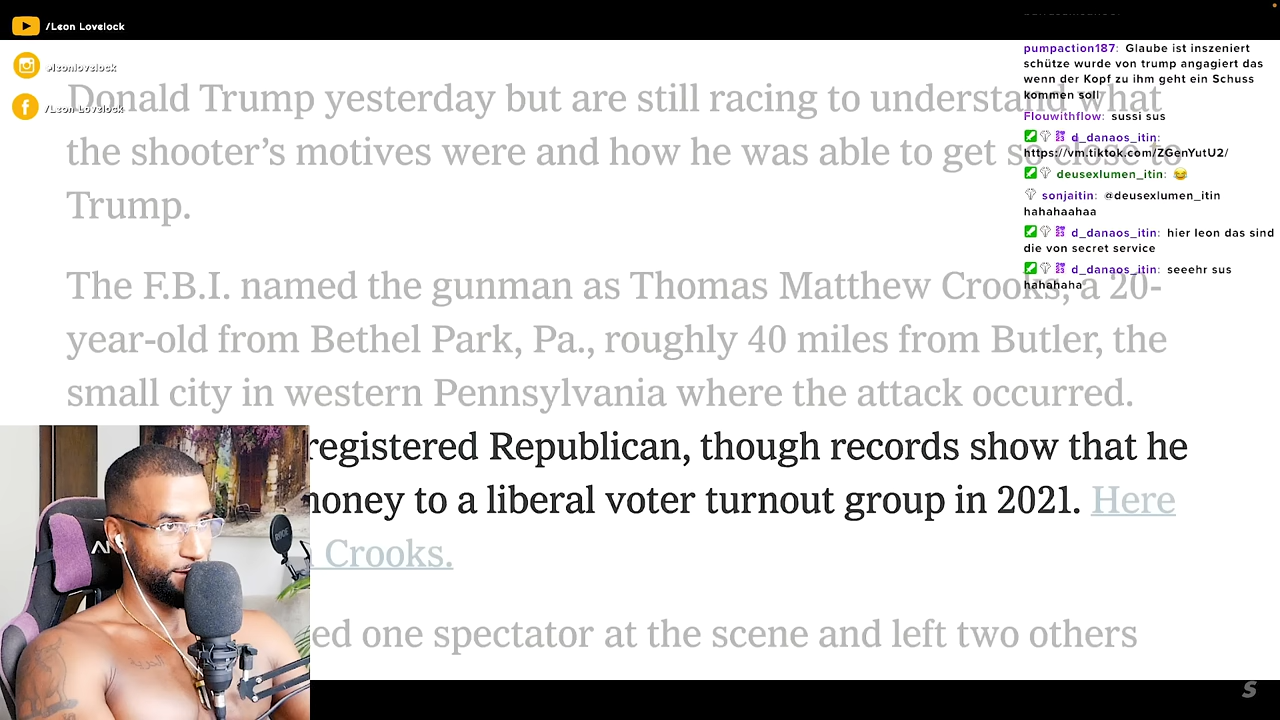 /Leon Lovelock
#leonlovelock
/Leon Lovelock
Donald Trump yesterday but are still racing to understand what
the shooter's motives were and how he was able to get so close to
Trump.
The F.B.I. named the gunman as Thomas Matthew Crooks, a 20-
year-old from Bethel Park, Pa., roughly 40 miles from Butler, the
small city in western Pennsylvania where the attack occurred.
registered Republican, though records show that he
money to a liberal voter turnout group in 2021. Here
Crooks.
ed one spectator at the scene and left two others
pumpaction187: Glaube ist inszeniert
schütze wurde von trump angagiert das
wenn der Kopf zu ihm geht ein Schuss
kommen soll
Flouwithflow: sussi sus
d_danaos_itin:
https://vm.tiktok.com/ZGenYutU2/
deusexlumen_itin: 😂
sonjaitin: @deusexlumen_itin
hahahaahaa
d_danaos_itin: hier leon das sind
die von secret service
d_danaos_itin: seeehr sus
hahahaha
RØDE
S